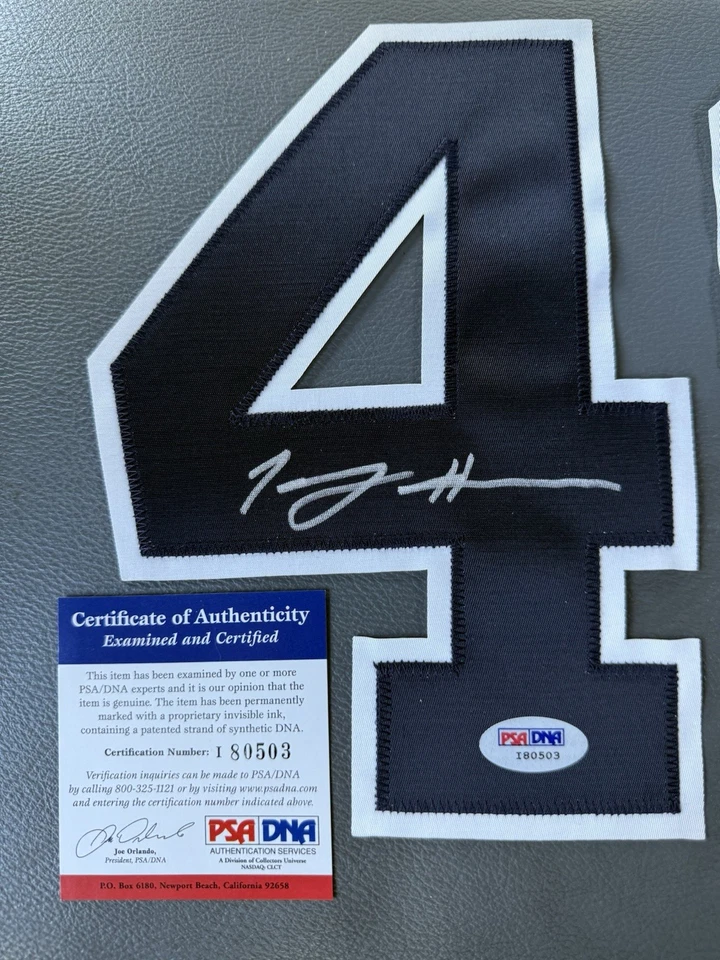 4
Certificate of Authenticity
Examined and Certified
This item has been examined by one or more
PSA/DNA experts and it is our opinion that the
item is genuine. The item has been permanently
marked with a proprietary invisible ink,
containing a patented strand of synthetic DNA.
Certification Number: I 80503
Verification inquiries can be made to PSA/DNA
by calling 800-325-1121 or by visiting www.psadna.com
and entering the certification number indicated above.
Joe Orlando,
President, PSA/DNA
PSA DNA
AUTHENTICATION SERVICES
A Division of Collectors Universe
NASDAQ: CLCT
P.O. Box 6180, Newport Beach, California 92658
PSA DNA
I80503